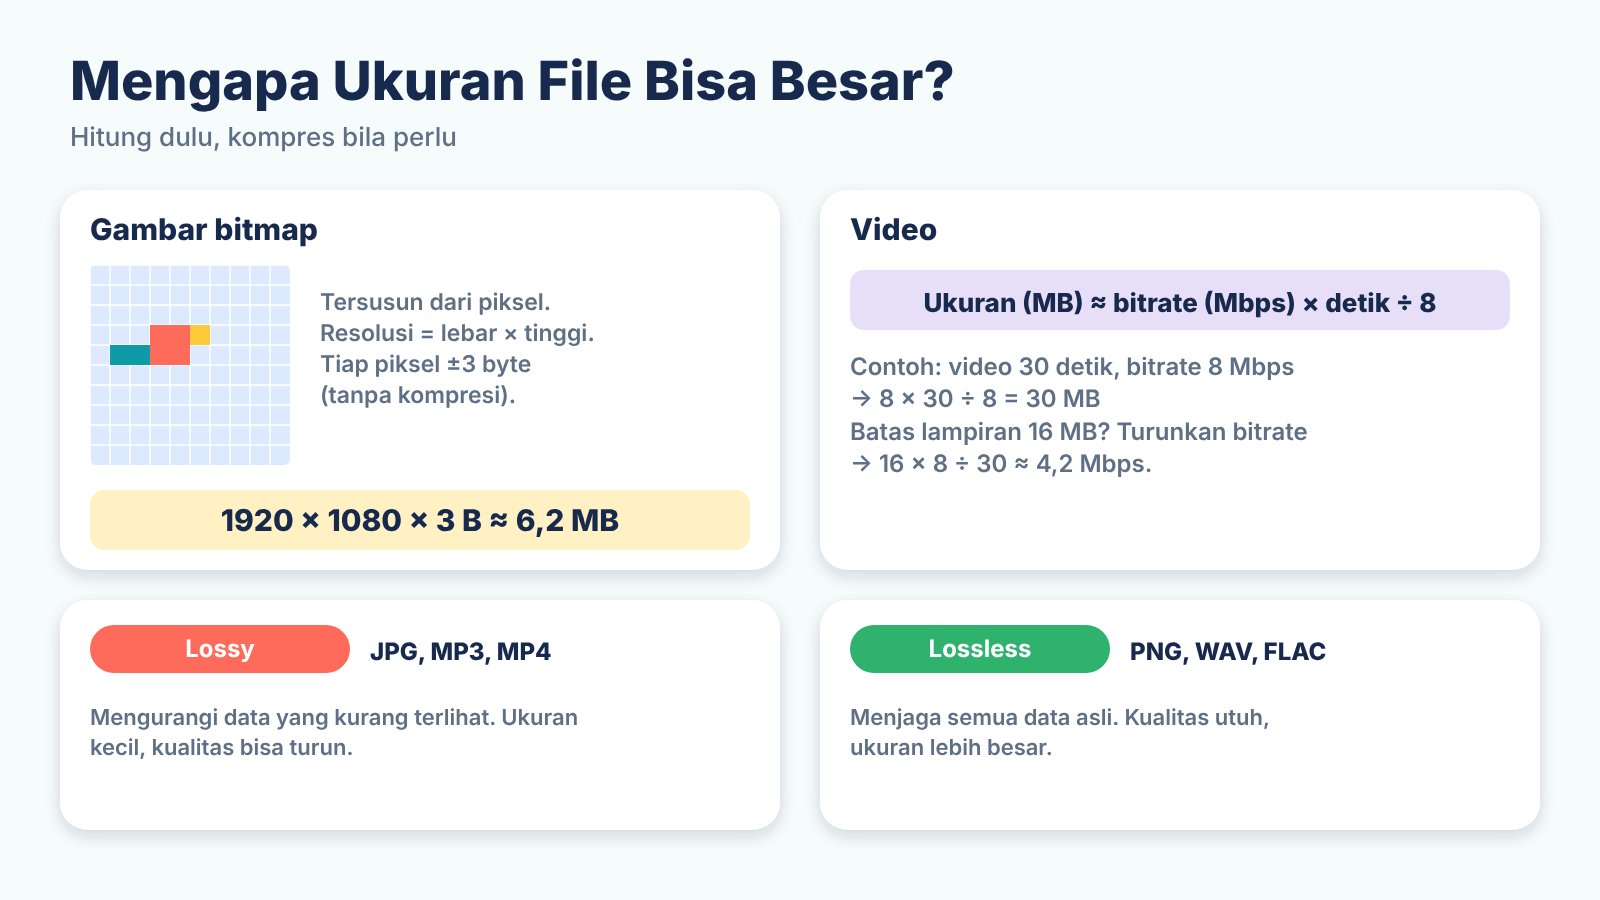 Mengapa Ukuran File Bisa Besar?
Hitung dulu, kompres bila perlu
Gambar bitmap
Tersusun dari piksel.
Resolusi = lebar × tinggi.
Tiap piksel ±3 byte
(tanpa kompresi).
1920 × 1080 × 3 B ≈ 6,2 MB
Video
Ukuran (MB) ≈ bitrate (Mbps) × detik ÷ 8
Contoh: video 30 detik, bitrate 8 Mbps
→ 8 × 30 ÷ 8 = 30 MB
Batas lampiran 16 MB? Turunkan bitrate
→ 16 × 8 ÷ 30 ≈ 4,2 Mbps.
Lossy
JPG, MP3, MP4
Mengurangi data yang kurang terlihat. Ukuran
kecil, kualitas bisa turun.
Lossless
PNG, WAV, FLAC
Menjaga semua data asli. Kualitas utuh,
ukuran lebih besar.